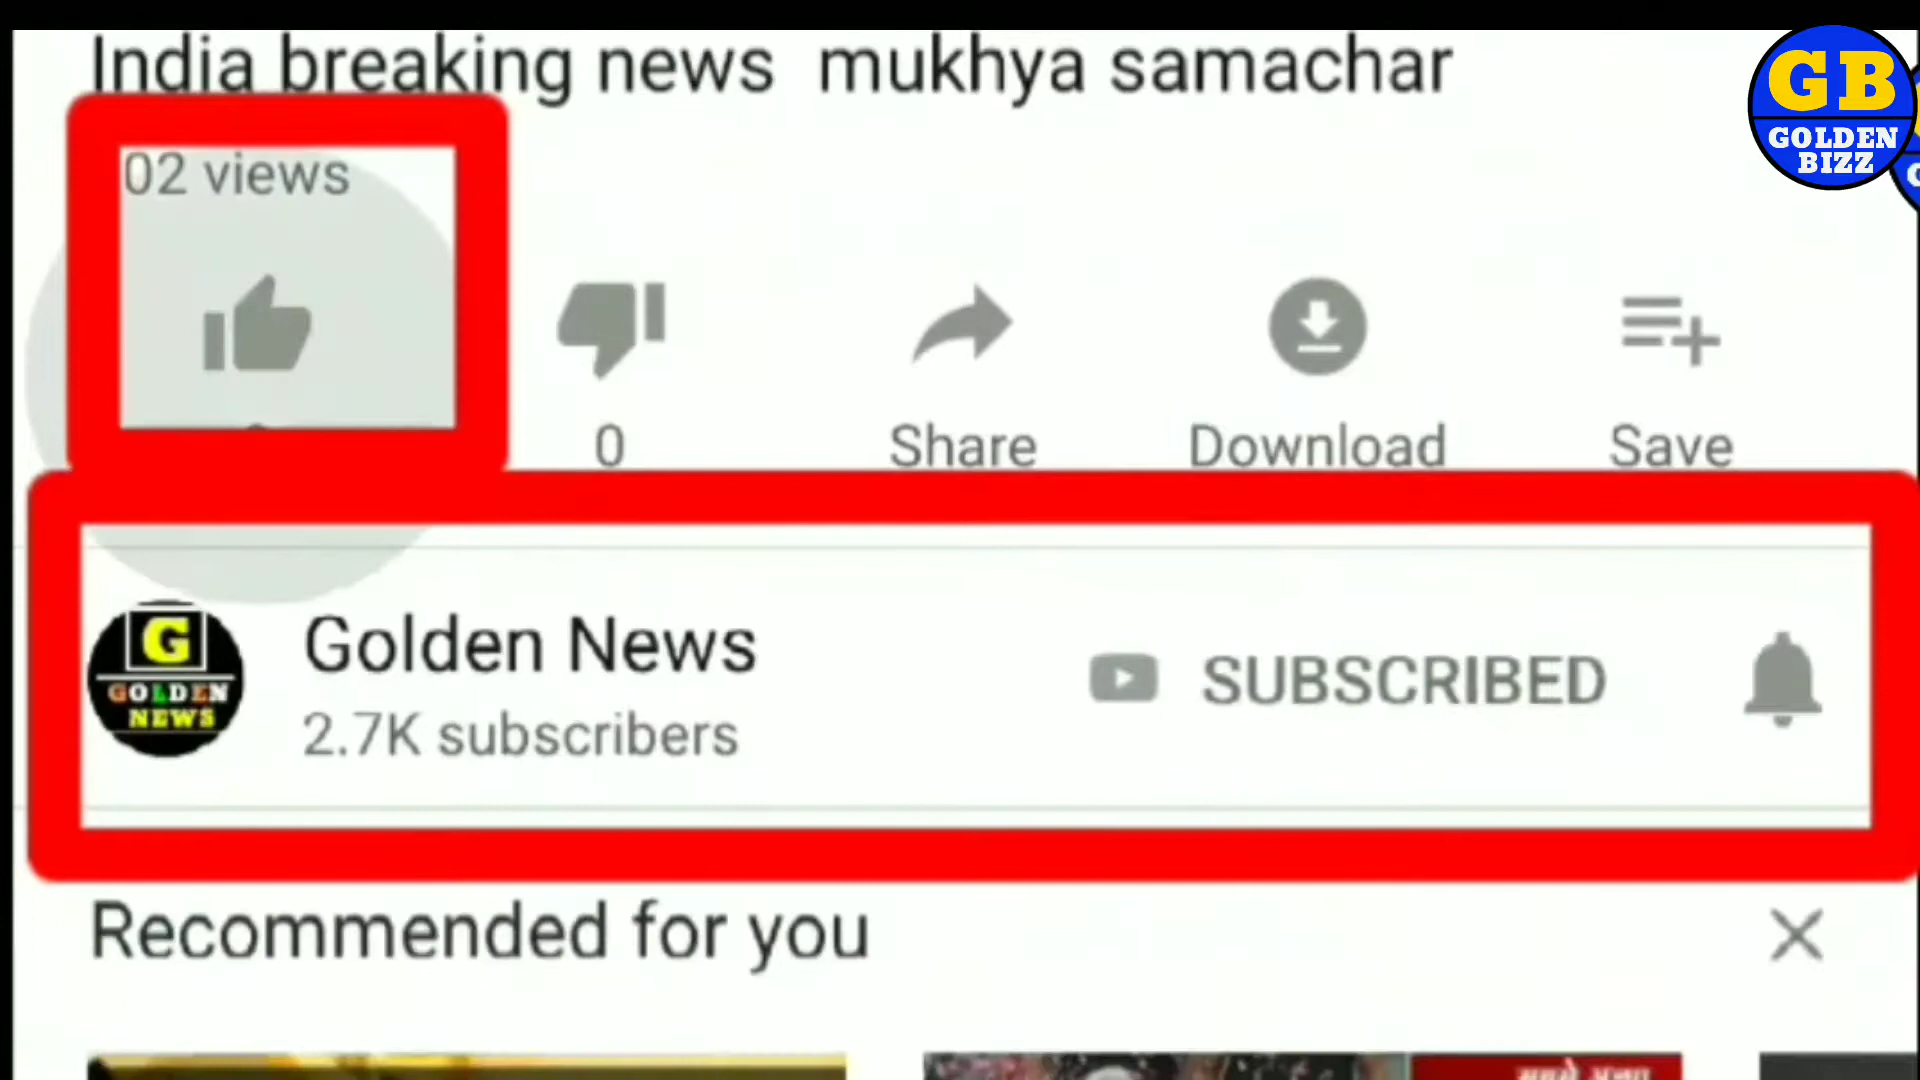 India breaking news mukhya samachar
GB
GOLDEN
BIZZ
02 views
0
Share
Download
Save
G
GOLDEN
NEWS
Golden News
2.7K subscribers
SUBSCRIBED
Recommended for you